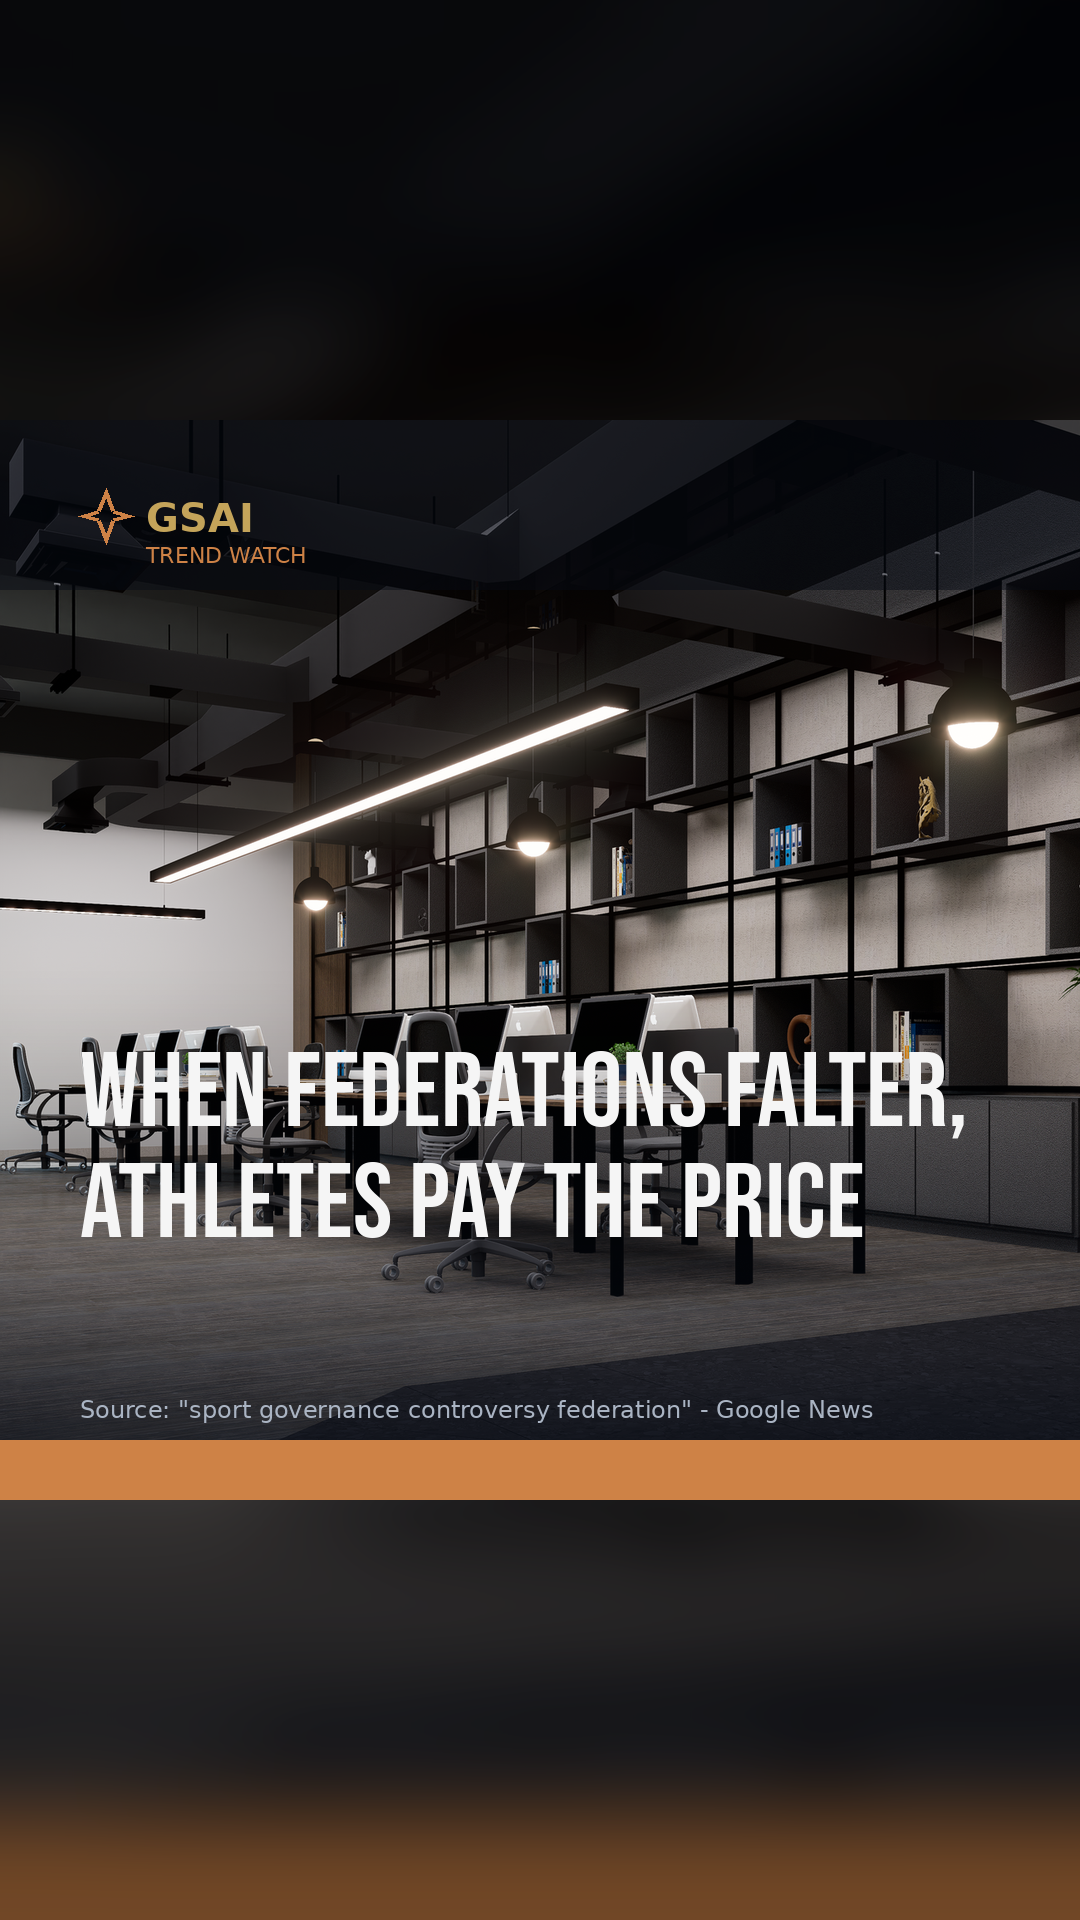 GSAI
TREND WATCH
WHEN FEDERATIONS FALTER,
ATHLETES PAY THE PRICE
Source: "sport governance controversy federation" - Google News